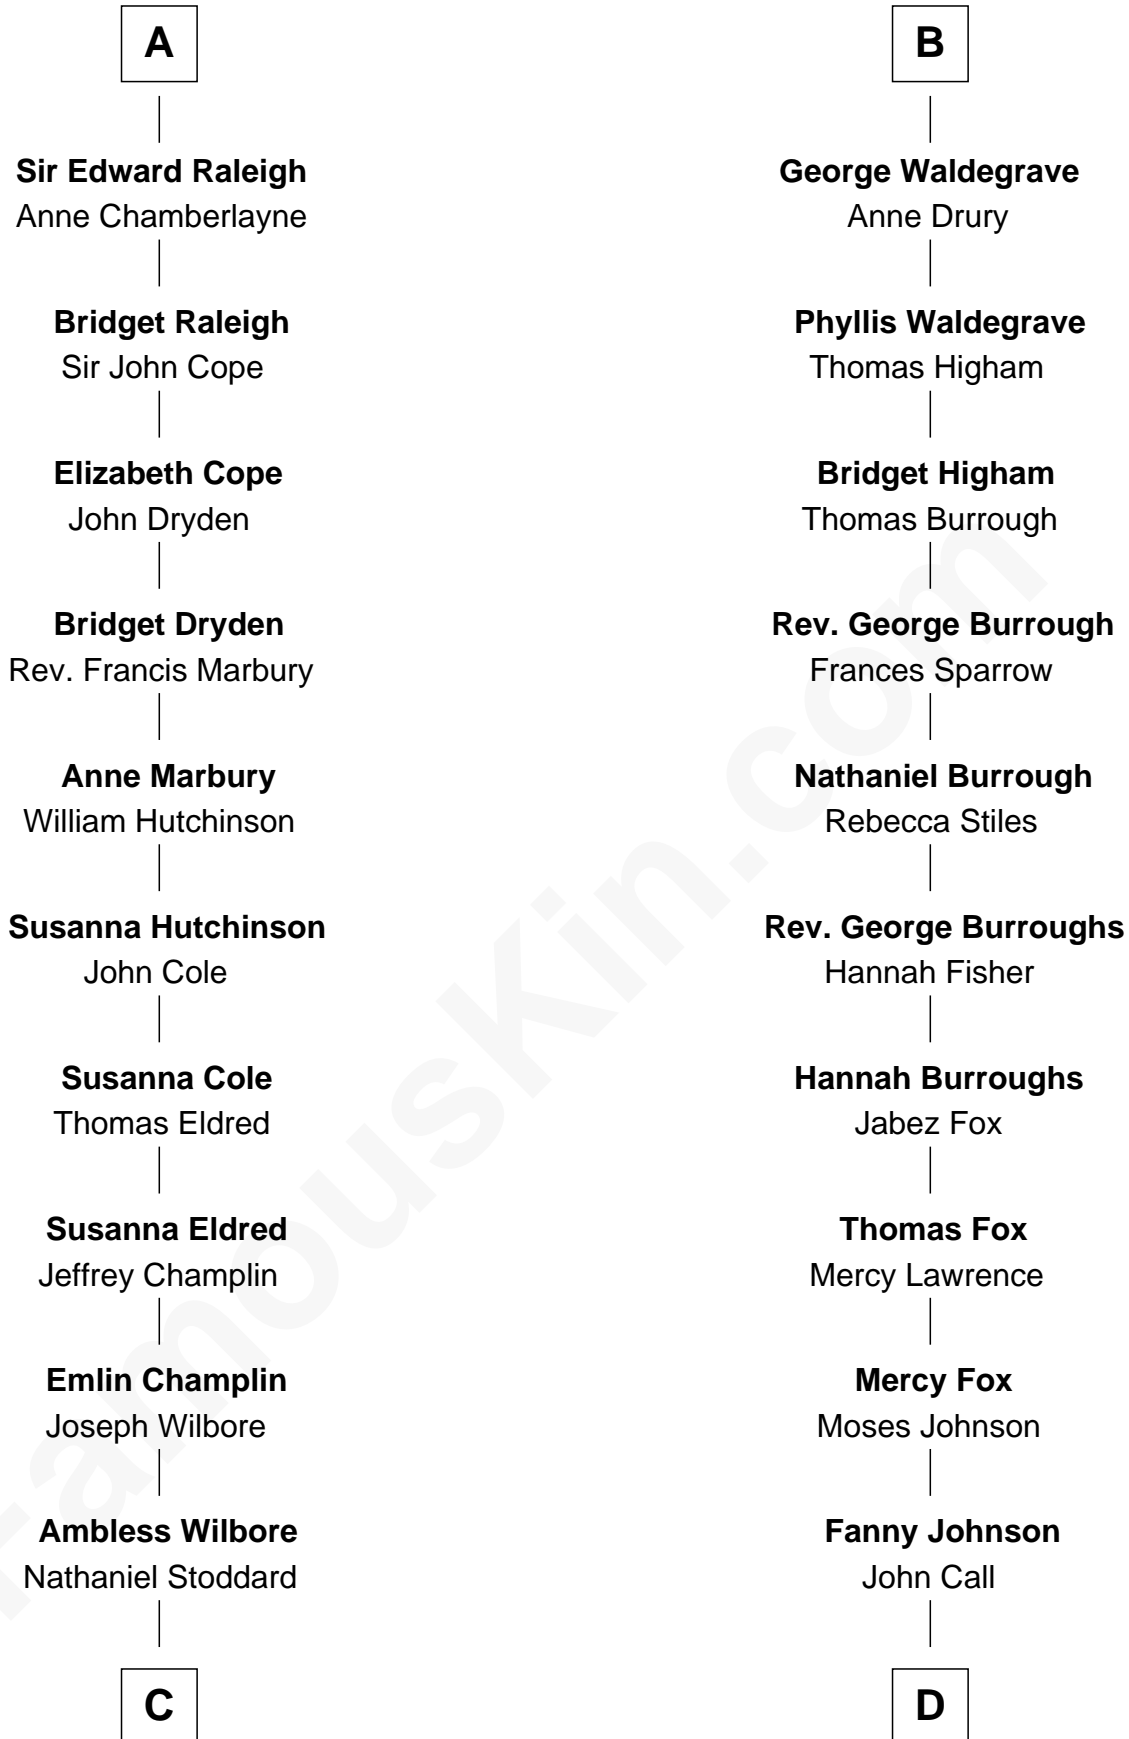 A
Sir Edward Raleigh
Anne Chamberlayne
Bridget Raleigh
Sir John Cope
Elizabeth Cope
John Dryden
Bridget Dryden
Rev. Francis Marbury
Anne Marbury
William Hutchinson
Susanna Hutchinson
John Cole
Susanna Cole
Thomas Eldred
Susanna Eldred
Jeffrey Champlin
Emlin Champlin
Joseph Wilbore
Ambless Wilbore
Nathaniel Stoddard
C
B
George Waldegrave
Anne Drury
Phyllis Waldegrave
Thomas Higham
Bridget Higham
Thomas Burrough
Rev. George Burrough
Frances Sparrow
Nathaniel Burrough
Rebecca Stiles
Rev. George Burroughs
Hannah Fisher
Hannah Burroughs
Jabez Fox
Thomas Fox
Mercy Lawrence
Mercy Fox
Moses Johnson
Fanny Johnson
John Call
D
FamousKin.com